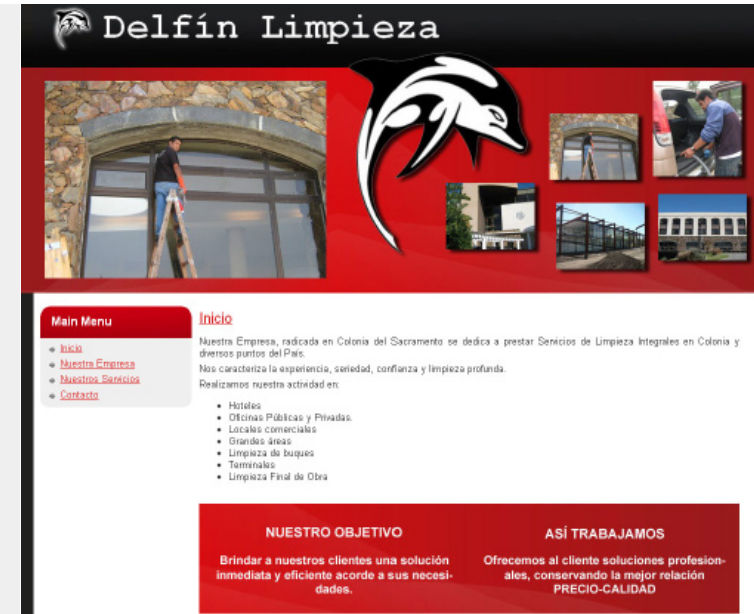 Delfín Limpieza
Main Menu
Inicio
Nuestra Empresa
Nuestros Servicios
Contacto
Inicio
Nuestra Empresa, radicada en Colonia del Sacramento se dedica a prestar Servicios de Limpieza Integrales en Colonia y
diversos puntos del País.
Nos caracteriza la experiencia, seriedad, confianza y limpieza profunda.
Realizamos nuestra actividad en:
Hoteles
Oficinas Públicas y Privadas.
Locales comerciales
Grandes áreas
Limpieza de buques
Terminales
Limpieza Final de Obra
NUESTRO OBJETIVO
Brindar a nuestros clientes una solución
inmediata y eficiente acorde a sus necesi-
dades.
ASÍ TRABAJAMOS
Ofrecemos al cliente soluciones profesion-
ales, conservando la mejor relación
PRECIO-CALIDAD